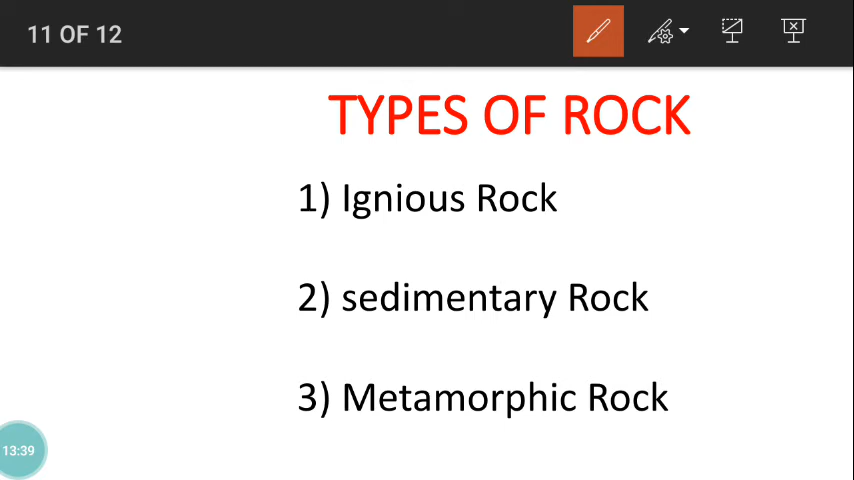 11 OF 12
TYPES OF ROCK
1) Ignious Rock
2) sedimentary Rock
3) Metamorphic Rock
13:39